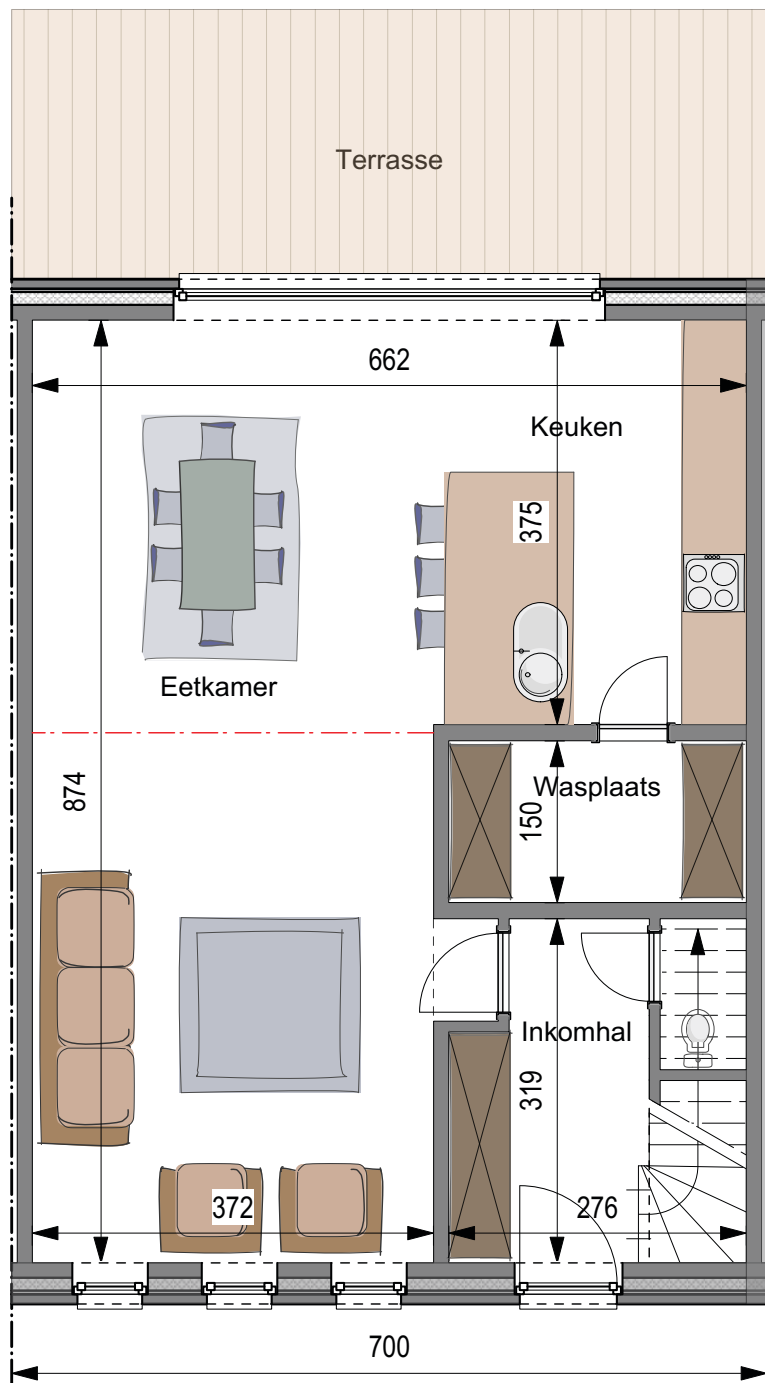 Terrasse
662
Keuken
375
Eetkamer
874
Wasplaats
150
Inkomhal
319
372
276
700